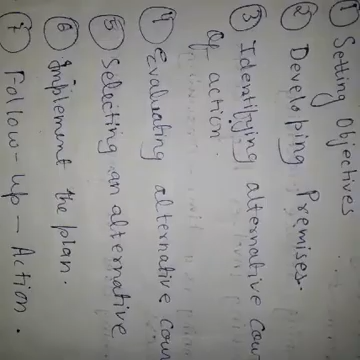 ① Setting Objectives
② Developing Premises.
③ Identifying alternative Cou
of action.
④ Evaluating alternative Cour
⑤ Selecting an alternative
⑥ Implement the plan.
⑦ Follow-up - Action.